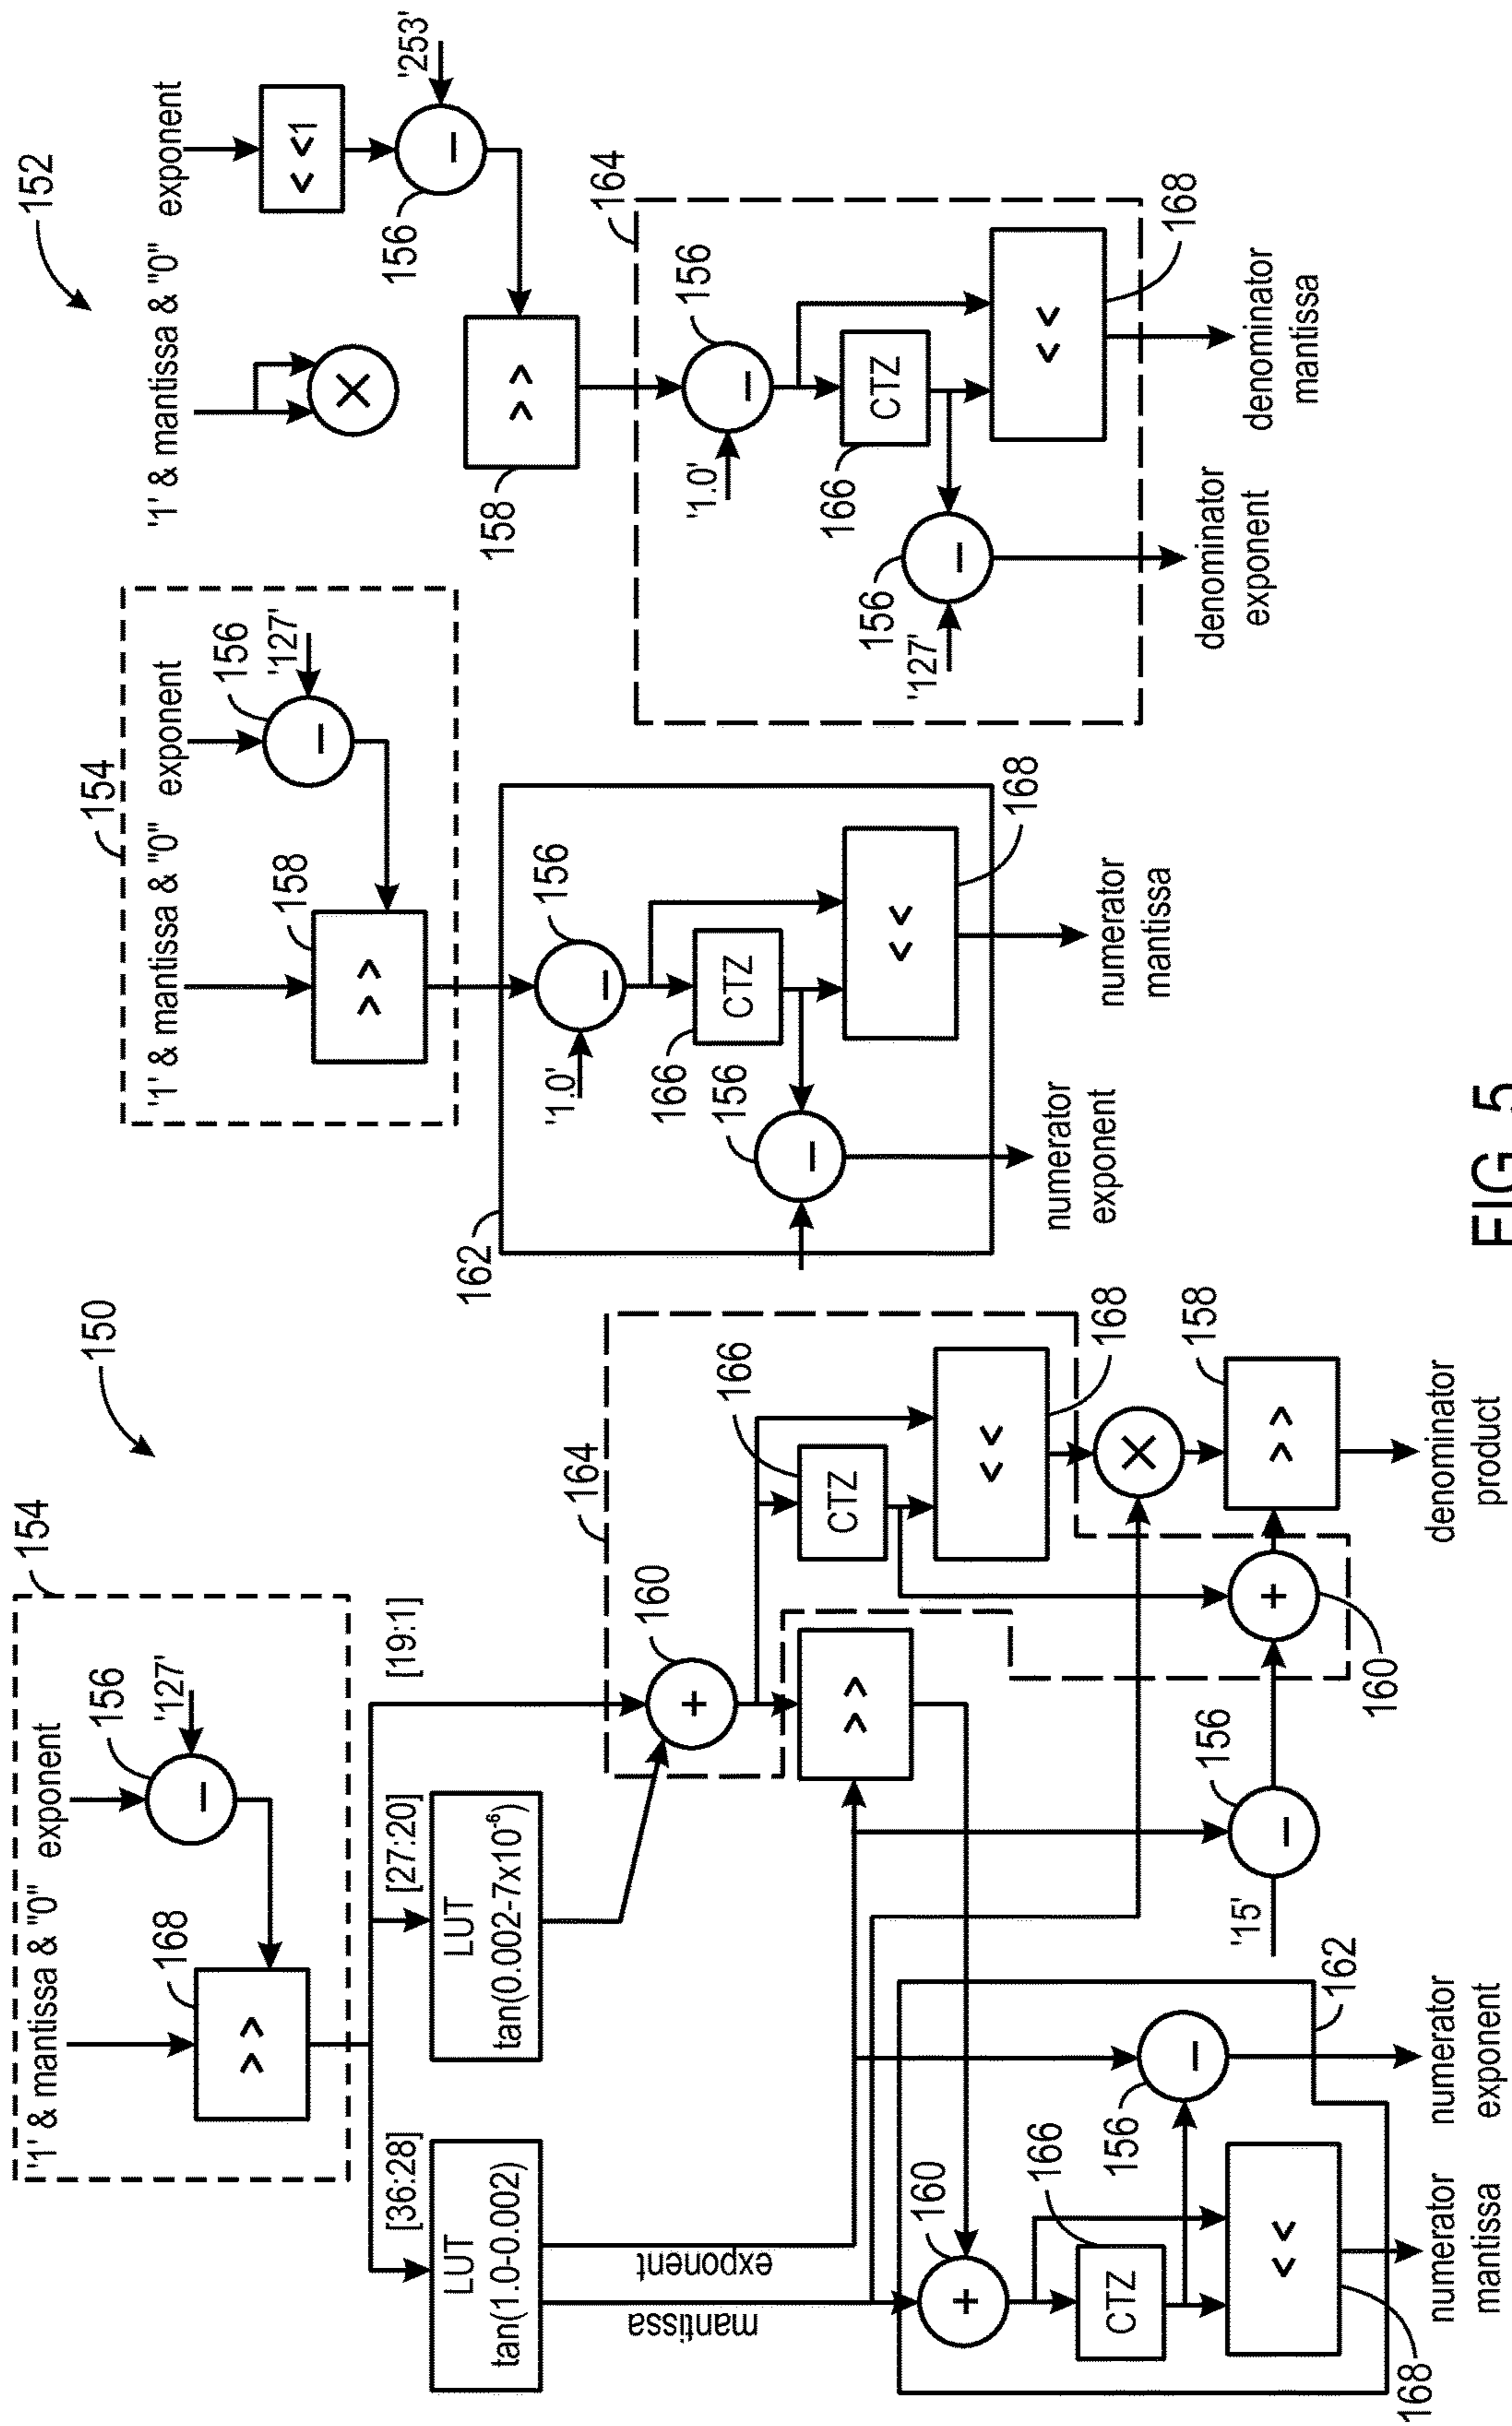 150
152
154
'1' & mantissa & "0"
exponent
156
'127'
168
>>
−
[36:28]
[27:20]
[19:1]
LUT
tan(1.0-0.002)
LUT
tan(0.002-7x10⁻⁶)
mantissa
exponent
160
+
164
166
CTZ
<<
168
>>
×
158
>>
'15'
156
−
160
+
denominator
product
162
160
+
166
CTZ
156
−
<<
168
numerator
mantissa
numerator
exponent
154
'1' & mantissa & "0"
exponent
156
'127'
−
158
>>
162
'1.0'
156
−
166
CTZ
156
−
<<
168
numerator
exponent
numerator
mantissa
'1' & mantissa & "0"
exponent
×
< <1
'253'
156
−
158
>>
164
'1.0'
156
−
166
CTZ
'127'
156
−
<<
168
denominator
exponent
denominator
mantissa
FIG. 5